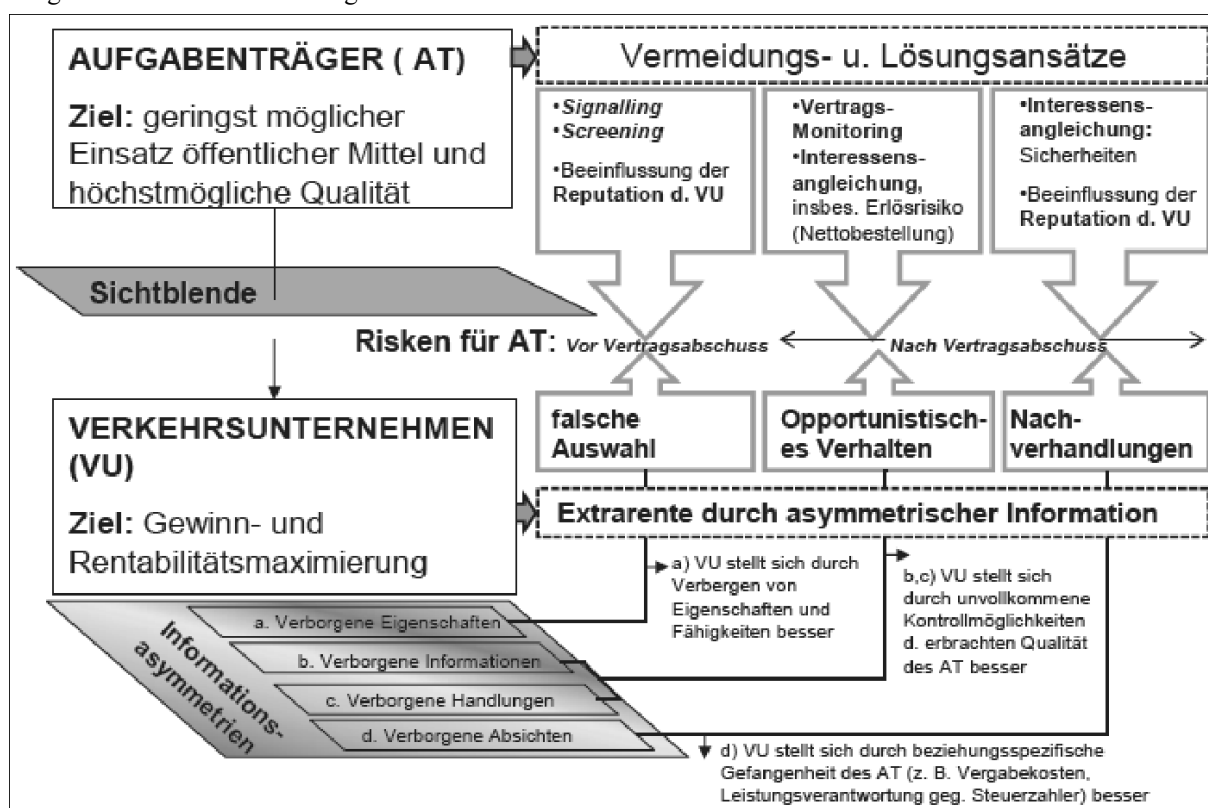 AUFGABENTRÄGER ( AT)
Ziel: geringst möglicher
Einsatz öffentlicher Mittel und
höchstmögliche Qualität
Vermeidungs- u. Lösungsansätze
•Signalling
•Screening
•Beeinflussung der
Reputation d. VU
•Vertrags-
Monitoring
•Interessens-
angleichung,
insbes. Erlösrisiko
(Nettobestellung)
•Interessens-
angleichung:
Sicherheiten
•Beeinflussung der
Reputation d. VU
Sichtblende
Risken für AT: Vor Vertragsabschuss
Nach Vertragsabschuss
VERKEHRSUNTERNEHMEN
(VU)
Ziel: Gewinn- und
Rentabilitätsmaximierung
falsche
Auswahl
Opportunistisch-
es Verhalten
Nach-
verhandlungen
Extrarente durch asymmetrischer Information
a) VU stellt sich durch
Verbergen von
Eigenschaften und
Fähigkeiten besser
b,c) VU stellt sich
durch unvollkommene
Kontrollmöglichkeiten
d. erbrachten Qualität
des AT besser
Informations-
asymmetrien
a. Verborgene Eigenschaften
b. Verborgene Informationen
c. Verborgene Handlungen
d. Verborgene Absichten
d) VU stellt sich durch beziehungsspezifische
Gefangenheit des AT (z. B. Vergabekosten,
Leistungsverantwortung geg. Steuerzahler) besser